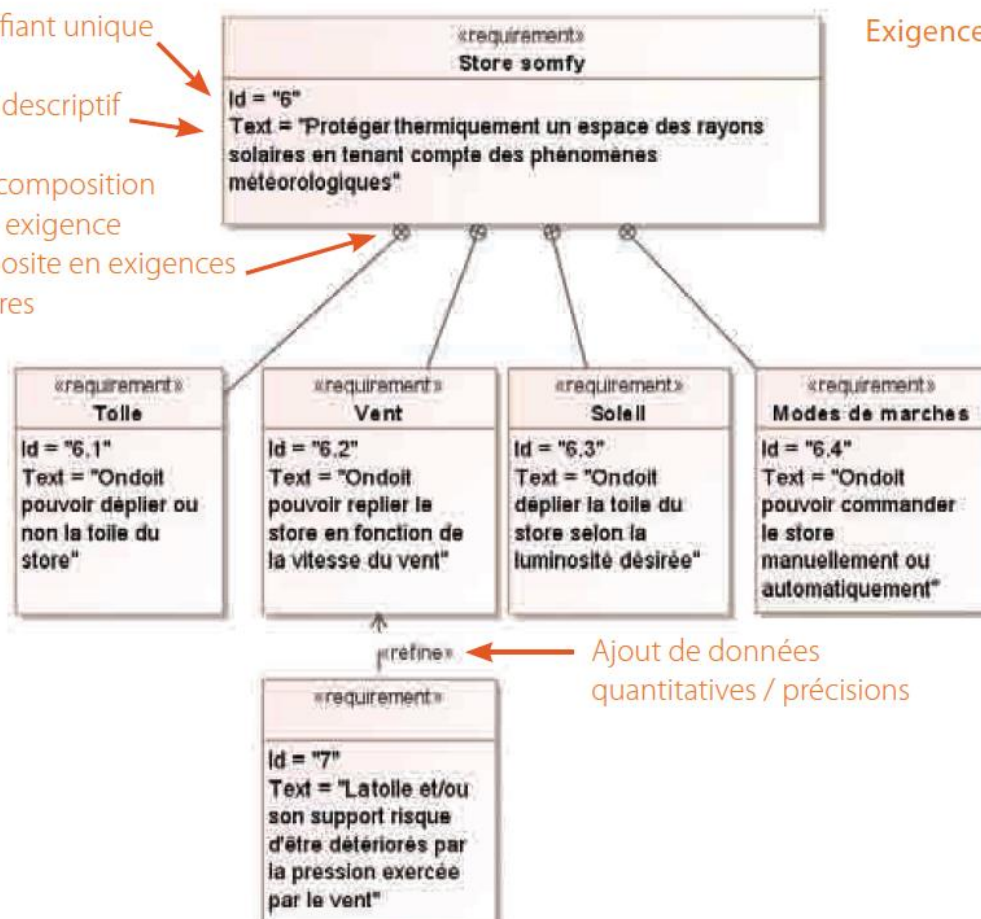 fiant unique
descriptif
composition
exigence
osite en exigences
res
Exigence
«requirement»
Store somfy
Id = "6"
Text = "Protéger thermiquement un espace des rayons
solaires en tenant compte des phénomènes
météorologiques"
«requirement»
Toile
Id = "6.1"
Text = "Ondoit
pouvoir déplier ou
non la toile du
store"
«requirement»
Vent
Id = "6.2"
Text = "Ondoit
pouvoir replier le
store en fonction de
la vitesse du vent"
«requirement»
Soleil
Id = "6.3"
Text = "Ondoit
déplier la toile du
store selon la
luminosité désirée"
«requirement»
Modes de marches
Id = "6.4"
Text = "Ondoit
pouvoir commander
le store
manuellement ou
automatiquement"
«refine»
Ajout de données
quantitatives / précisions
«requirement»
Id = "7"
Text = "Latoile et/ou
son support risque
d'être détériorés par
la pression exercée
par le vent"